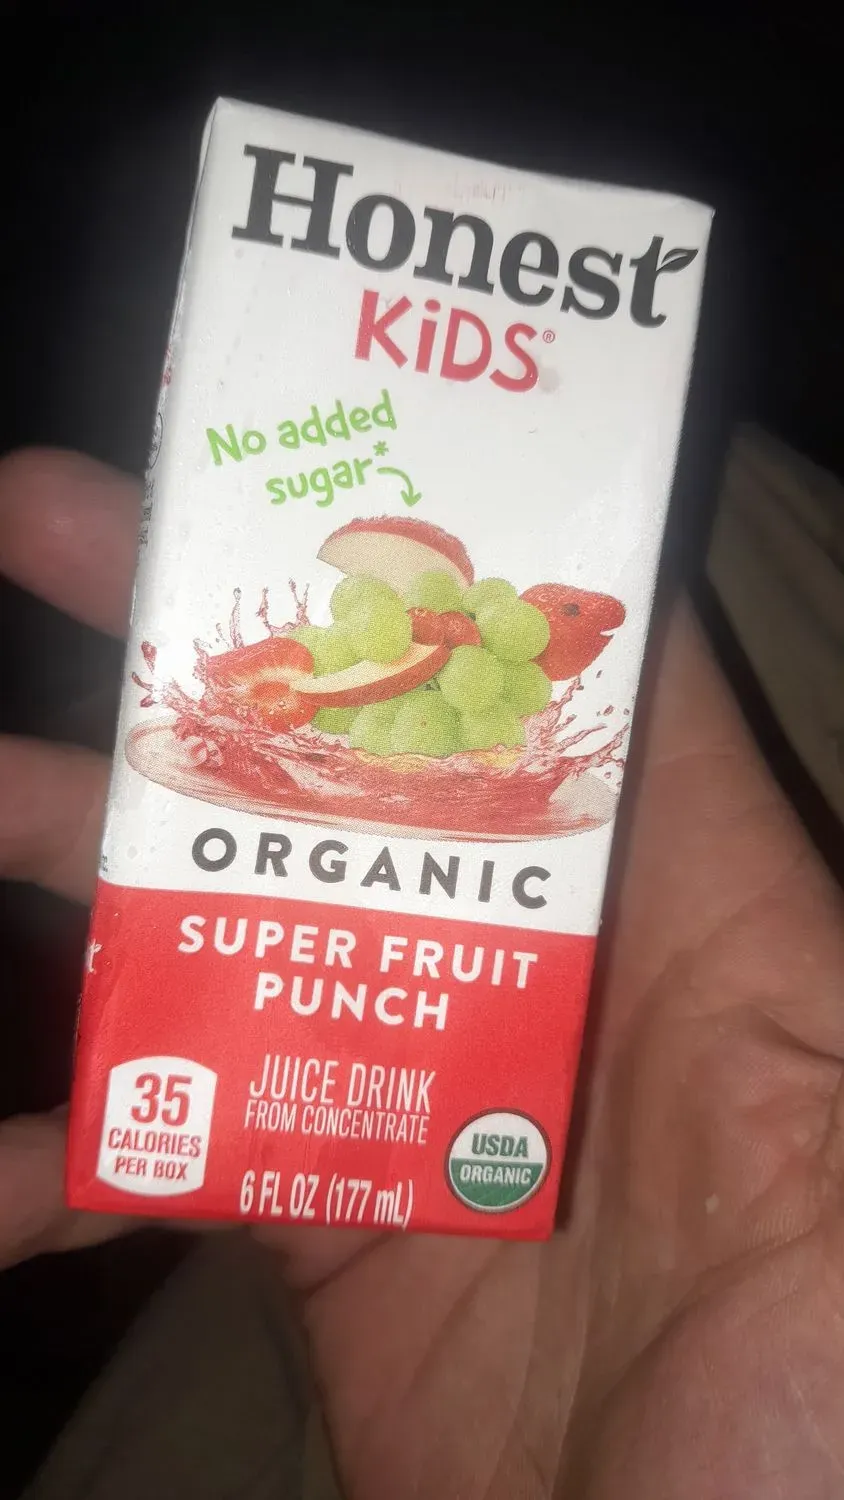 Honest
KiDS®
No added
sugar*
ORGANIC
SUPER FRUIT
PUNCH
35
CALORIES
PER BOX
JUICE DRINK
FROM CONCENTRATE
6 FL OZ (177 mL)
USDA
ORGANIC